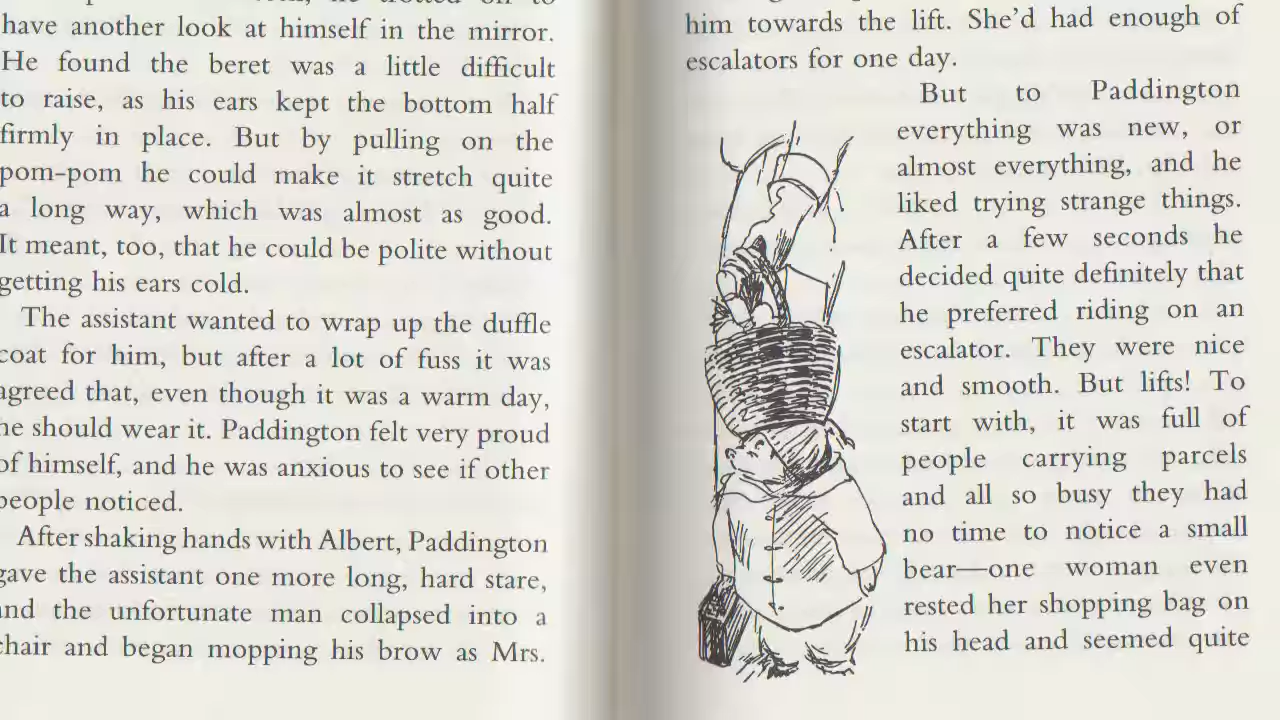 have another look at himself in the mirror.
He found the beret was a little difficult
to raise, as his ears kept the bottom half
firmly in place. But by pulling on the
pom-pom he could make it stretch quite
a long way, which was almost as good.
It meant, too, that he could be polite without
getting his ears cold.
The assistant wanted to wrap up the duffle
coat for him, but after a lot of fuss it was
agreed that, even though it was a warm day,
he should wear it. Paddington felt very proud
of himself, and he was anxious to see if other
people noticed.
After shaking hands with Albert, Paddington
gave the assistant one more long, hard stare,
and the unfortunate man collapsed into a
chair and began mopping his brow as Mrs.
him towards the lift. She'd had enough of
escalators for one day.
But to Paddington
everything was new, or
almost everything, and he
liked trying strange things.
After a few seconds he
decided quite definitely that
he preferred riding on an
escalator. They were nice
and smooth. But lifts! To
start with, it was full of
people carrying parcels
and all so busy they had
no time to notice a small
bear—one woman even
rested her shopping bag on
his head and seemed quite